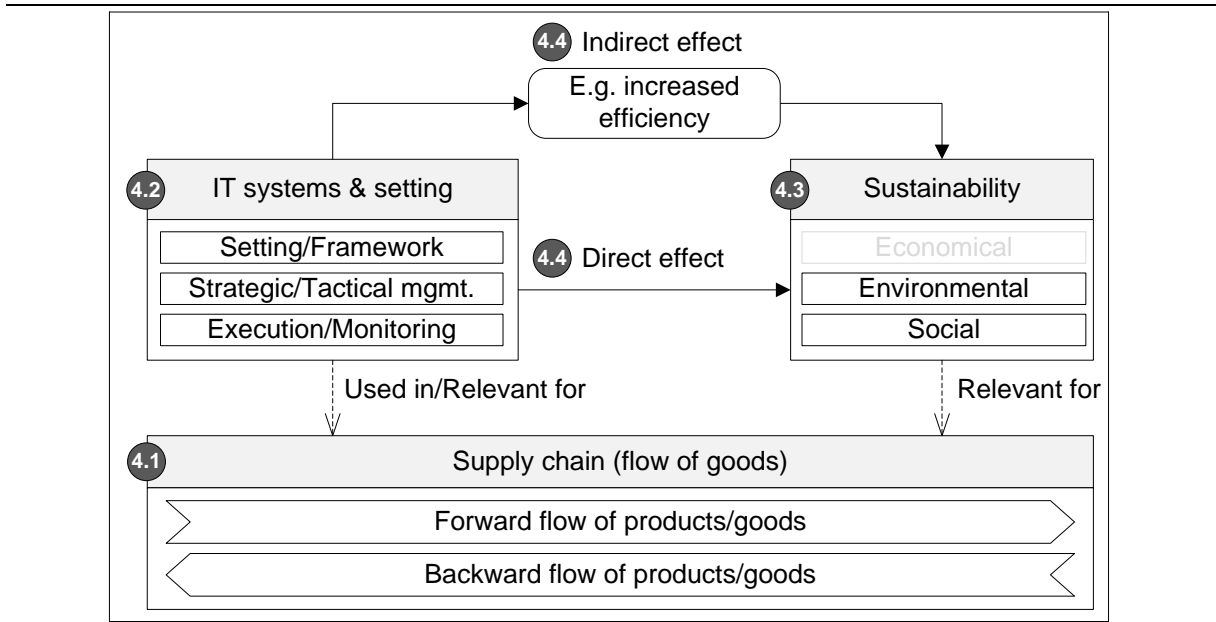 4.4 Indirect effect
E.g. increased
efficiency
4.2 IT systems & setting
Setting/Framework
Strategic/Tactical mgmt.
Execution/Monitoring
4.4 Direct effect
4.3 Sustainability
Economical
Environmental
Social
Used in/Relevant for
Relevant for
4.1 Supply chain (flow of goods)
Forward flow of products/goods
Backward flow of products/goods